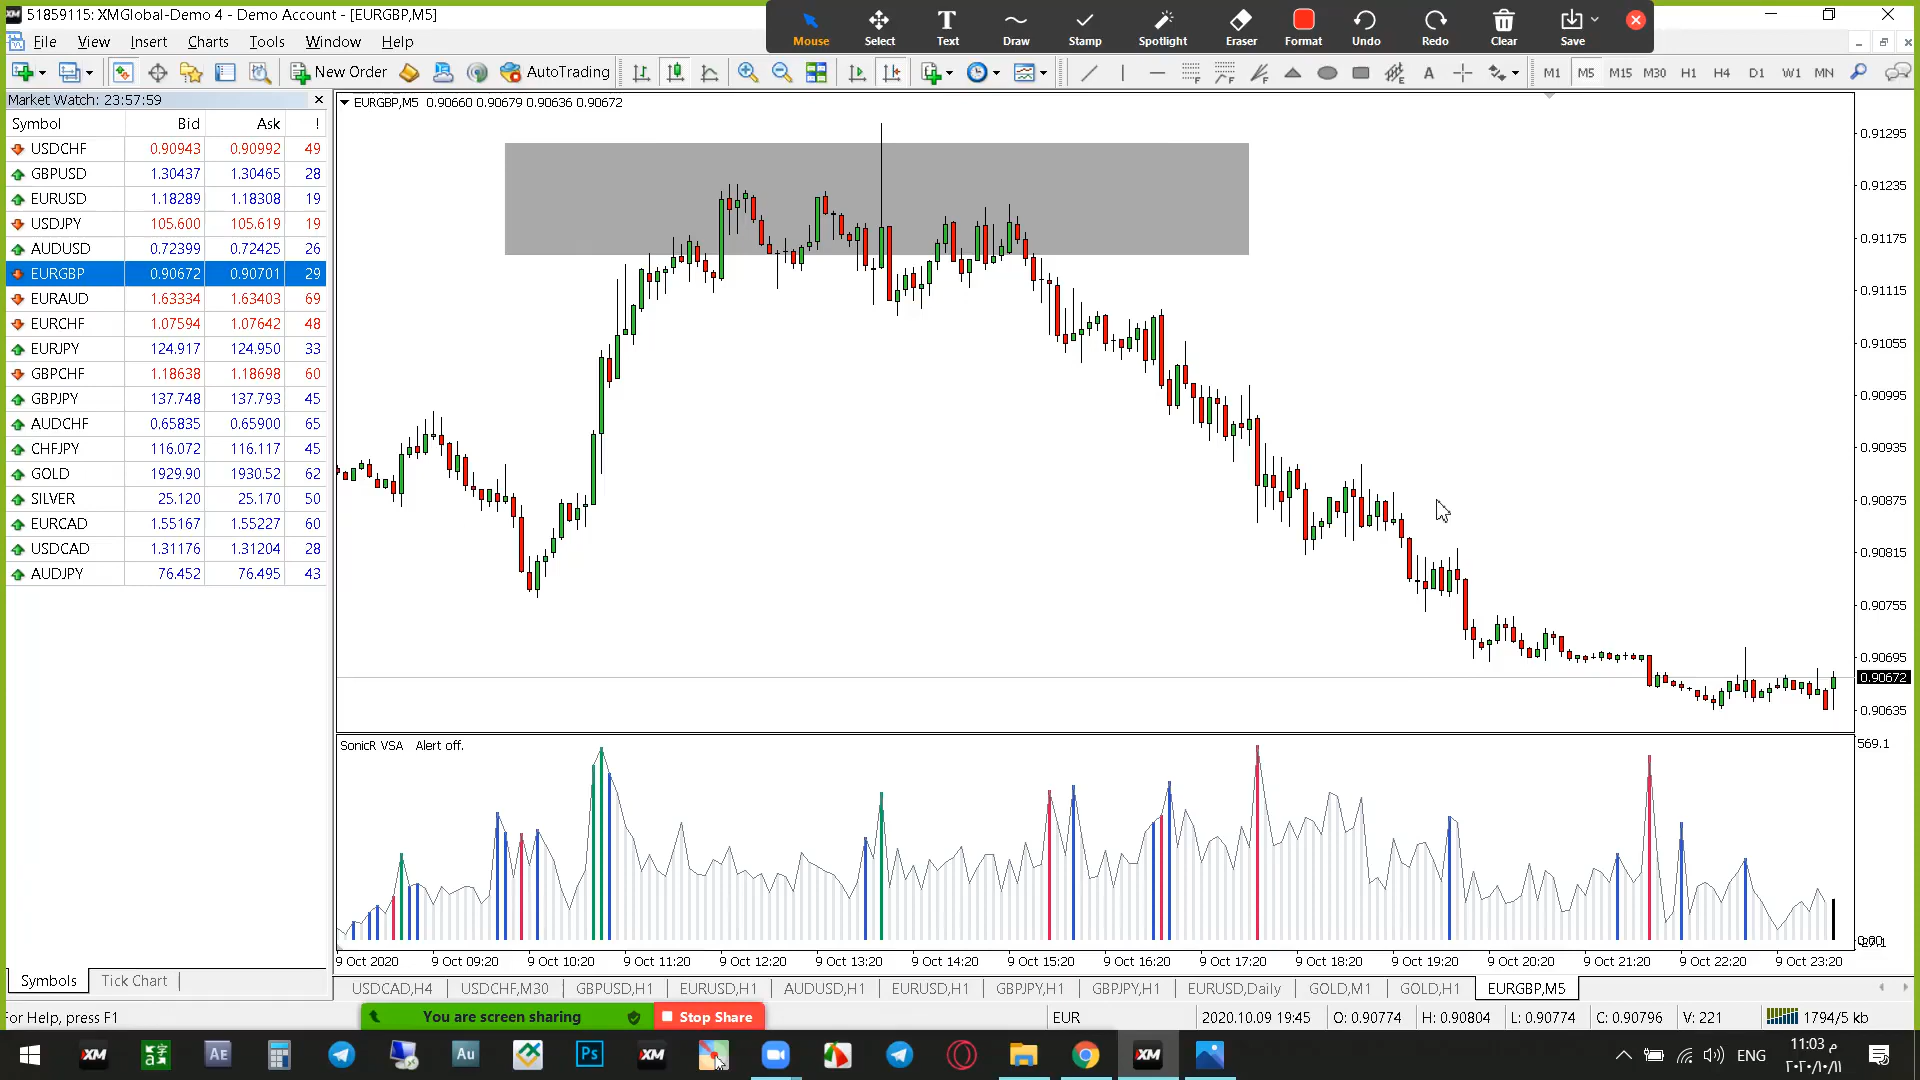 51859115: XMGlobal-Demo 4 - Demo Account - [EURGBP,M5]
Mouse Select Text Draw Stamp Spotlight Eraser Format Undo Redo Clear Save
File View Insert Charts Tools Window Help
New Order AutoTrading M1 M5 M15 M30 H1 H4 D1 W1 MN
Market Watch: 23:57:59
Symbol Bid Ask !
USDCHF 0.90943 0.90992 49
GBPUSD 1.30437 1.30465 28
EURUSD 1.18289 1.18308 19
USDJPY 105.600 105.619 19
AUDUSD 0.72399 0.72425 26
EURGBP 0.90672 0.90701 29
EURAUD 1.63334 1.63403 69
EURCHF 1.07594 1.07642 48
EURJPY 124.917 124.950 33
GBPCHF 1.18638 1.18698 60
GBPJPY 137.748 137.793 45
AUDCHF 0.65835 0.65900 65
CHFJPY 116.072 116.117 45
GOLD 1929.90 1930.52 62
SILVER 25.120 25.170 50
EURCAD 1.55167 1.55227 60
USDCAD 1.31176 1.31204 28
AUDJPY 76.452 76.495 43
Symbols Tick Chart
EURGBP,M5 0.90660 0.90679 0.90636 0.90672
0.91295
0.91235
0.91175
0.91115
0.91055
0.90995
0.90935
0.90875
0.90815
0.90755
0.90695
0.90672
0.90635
SonicR VSA Alert off.
569.1
9 Oct 2020 9 Oct 09:20 9 Oct 10:20 9 Oct 11:20 9 Oct 12:20 9 Oct 13:20 9 Oct 14:20 9 Oct 15:20 9 Oct 16:20 9 Oct 17:20 9 Oct 18:20 9 Oct 19:20 9 Oct 20:20 9 Oct 21:20 9 Oct 22:20 9 Oct 23:20
USDCAD,H4 USDCHF,M30 GBPUSD,H1 EURUSD,H1 AUDUSD,H1 EURUSD,H1 GBPJPY,H1 GBPJPY,H1 EURUSD,Daily GOLD,M1 GOLD,H1 EURGBP,M5
For Help, press F1 You are screen sharing Stop Share EUR 2020.10.09 19:45 O: 0.90774 H: 0.90804 L: 0.90774 C: 0.90796 V: 221 1794/5 kb
XM AE Au Ps XM XM ENG
11:03 م
٢٠٢٠/١٠/١١